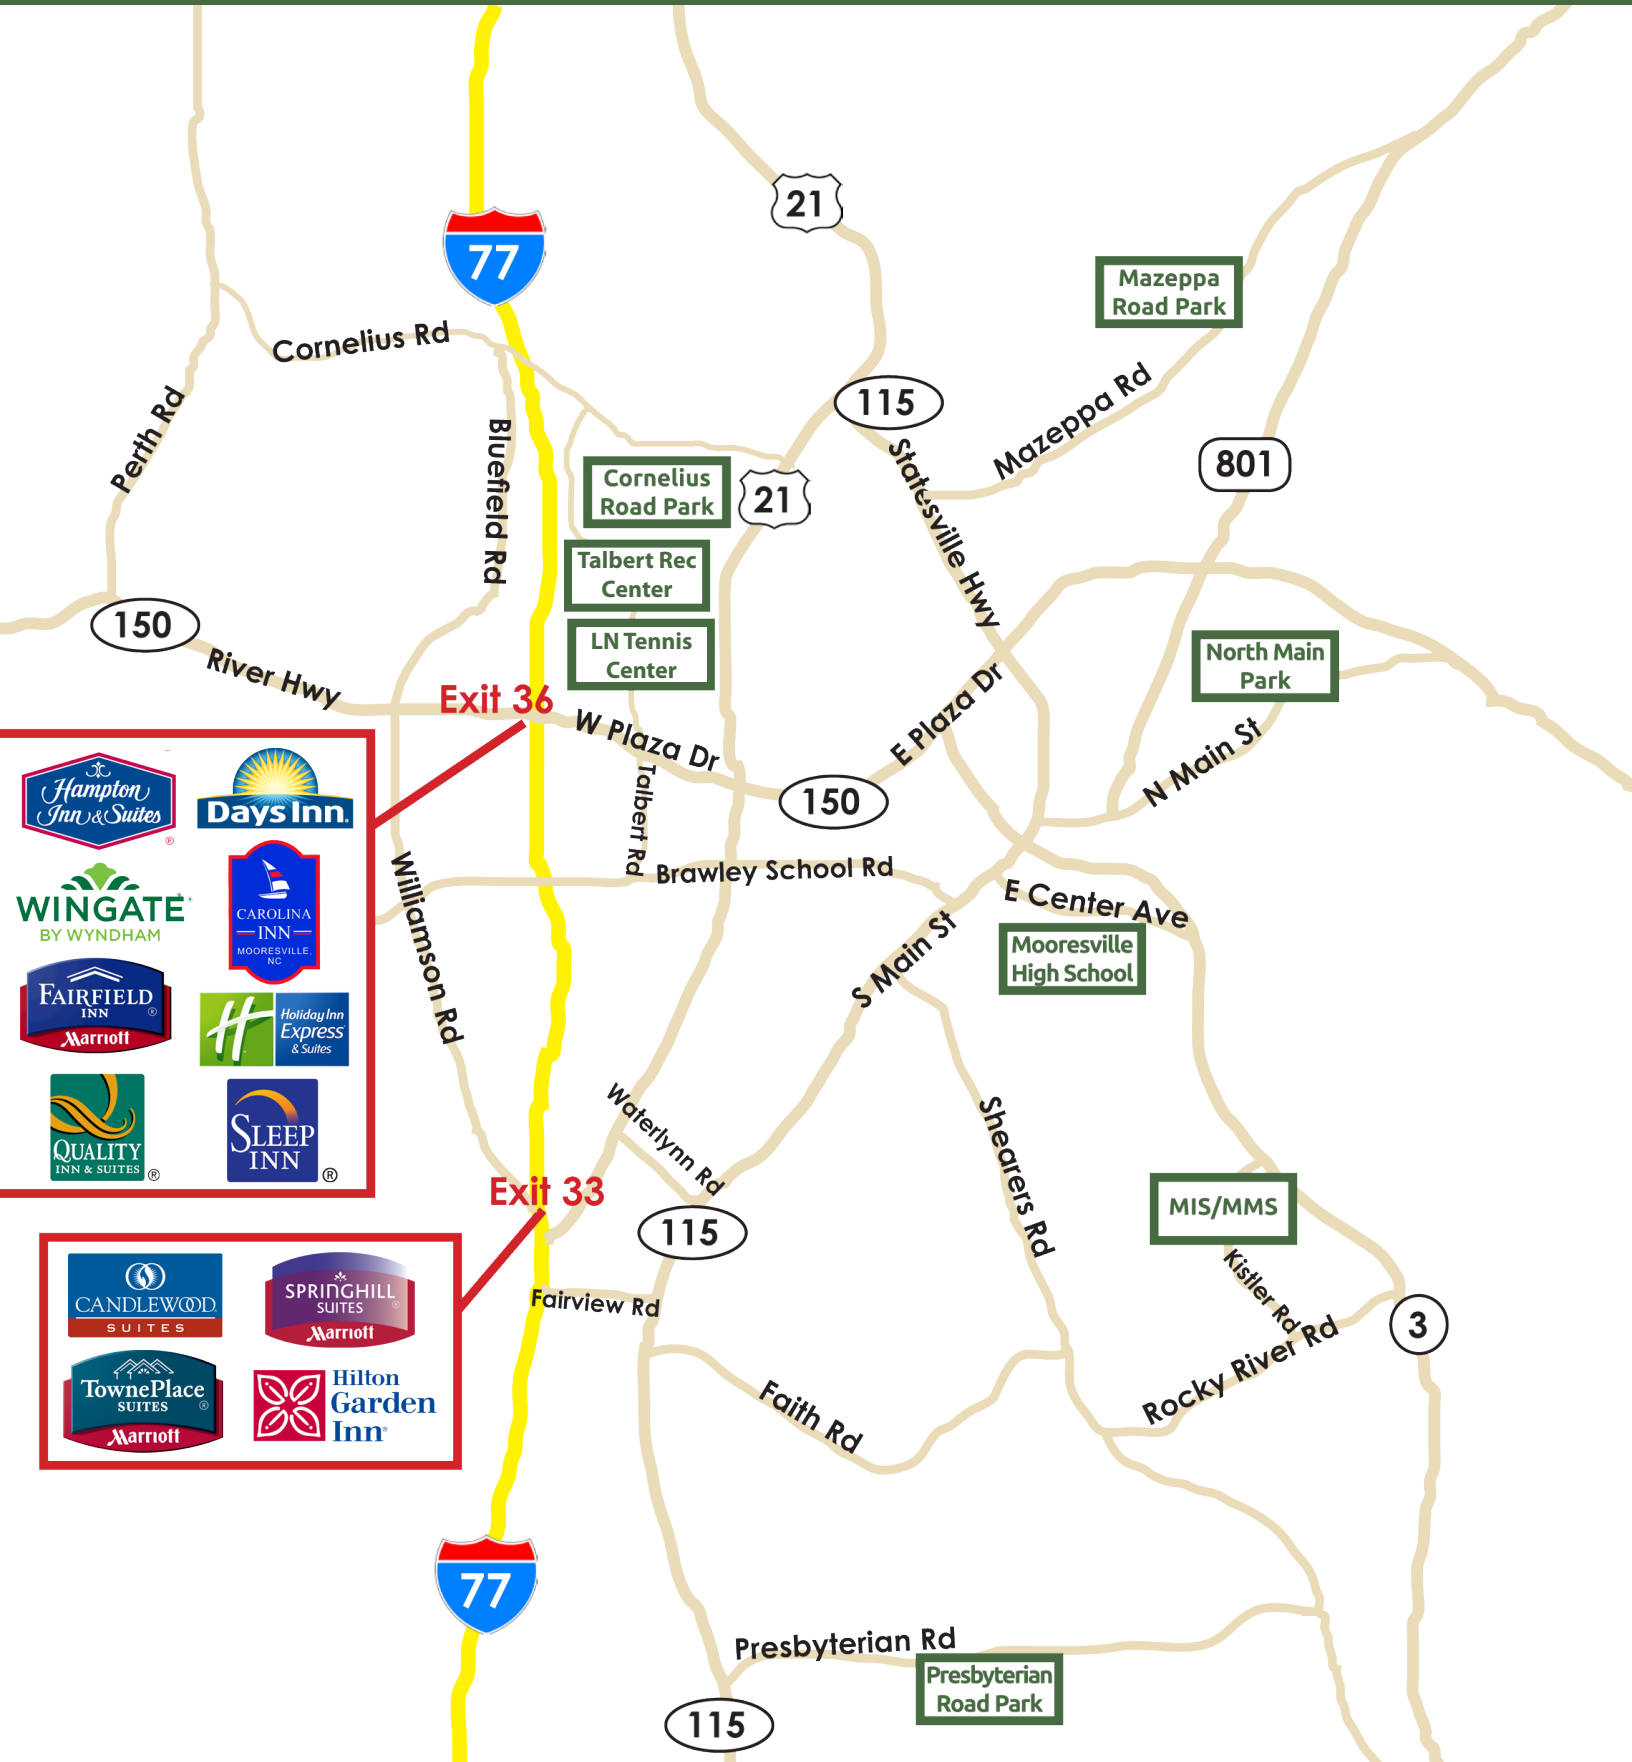 77
21
Mazeppa
Road Park
Cornelius Rd
115
Mazeppa Rd
Perth Rd
Bluefield Rd
Statesville Hwy
801
Cornelius
Road Park
21
Talbert Rec
Center
150
LN Tennis
Center
North Main
Park
River Hwy
Exit 36
W Plaza Dr
E Plaza Dr
N Main St
150
Talbert Rd
Brawley School Rd
Hampton
Inn & Suites
®
Days Inn.
WINGATE
BY WYNDHAM
CAROLINA
INN
MOORESVILLE,
NC
FAIRFIELD
INN
®
Marriott
H
Holiday Inn
Express
& Suites
QUALITY
INN & SUITES ®
SLEEP
INN ®
Williamson Rd
E Center Ave
Mooresville
High School
S Main St
Waterlynn Rd
Shearers Rd
Exit 33
115
MIS/MMS
Kistler Rd
Fairview Rd
CANDLEWOOD
SUITES
SPRINGHILL
SUITES ®
Marriott
TownePlace
SUITES ®
Marriott
Hilton
Garden
Inn
3
Rocky River Rd
Faith Rd
77
Presbyterian Rd
Presbyterian
Road Park
115